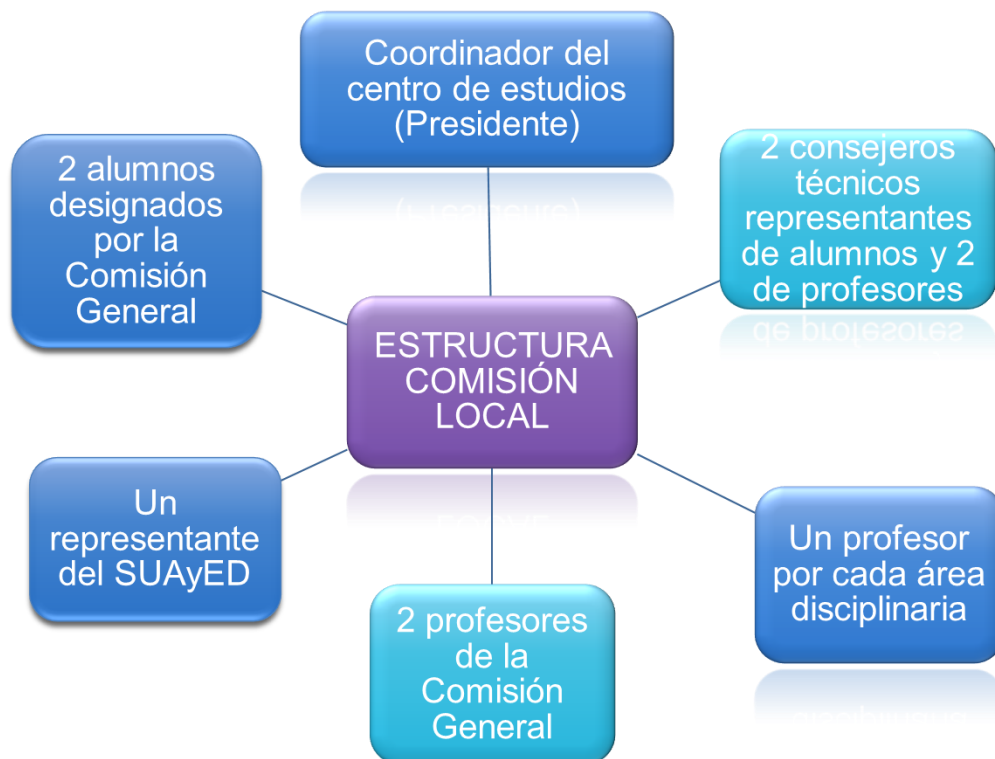 Coordinador del
centro de estudios
(Presidente)
2 alumnos
designados
por la
Comisión
General
2 consejeros
técnicos
representantes
de alumnos y 2
de profesores
ESTRUCTURA
COMISIÓN
LOCAL
Un
representante
del SUAyED
2 profesores
de la
Comisión
General
Un profesor
por cada área
disciplinaria